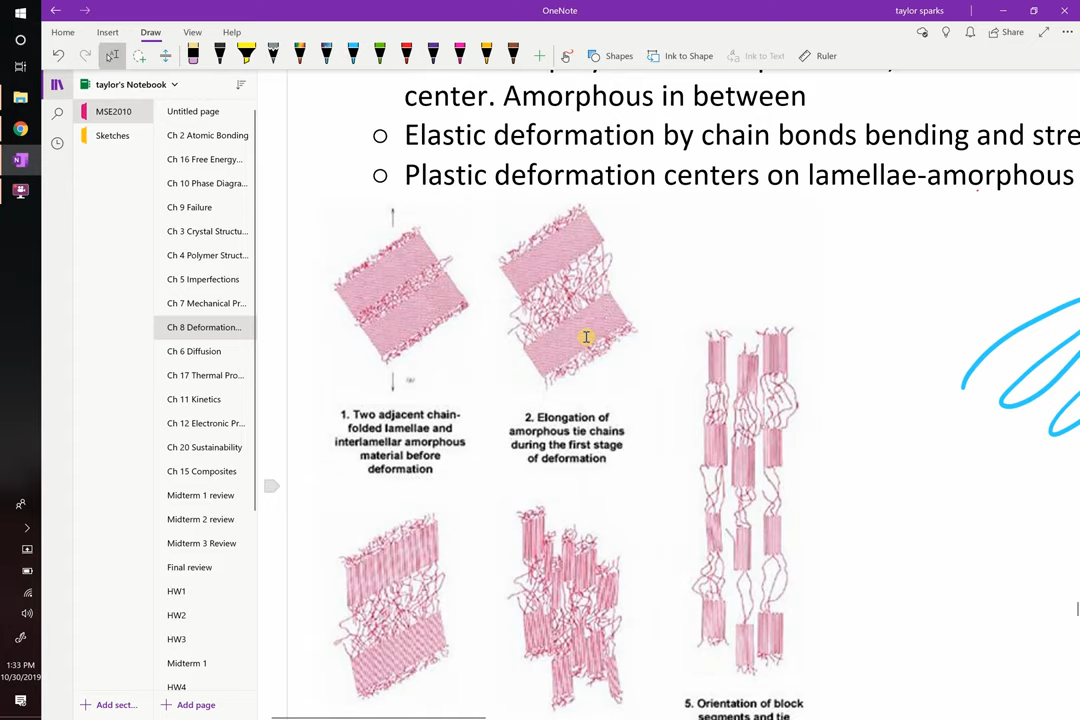 OneNote
taylor sparks
Home
Insert
Draw
View
Help
Share
Shapes
Ink to Shape
Ink to Text
Ruler
taylor's Notebook
MSE2010
Sketches
Untitled page
Ch 2 Atomic Bonding
Ch 16 Free Energy...
Ch 10 Phase Diagra...
Ch 9 Failure
Ch 3 Crystal Structu...
Ch 4 Polymer Struct...
Ch 5 Imperfections
Ch 7 Mechanical Pr...
Ch 8 Deformation...
Ch 6 Diffusion
Ch 17 Thermal Pro...
Ch 11 Kinetics
Ch 12 Electronic Pr...
Ch 20 Sustainability
Ch 15 Composites
Midterm 1 review
Midterm 2 review
Midterm 3 Review
Final review
HW1
HW2
HW3
Midterm 1
HW4
Add sect...
Add page
1:33 PM
10/30/2019
center. Amorphous in between
Elastic deformation by chain bonds bending and stre
Plastic deformation centers on lamellae-amorphous
1. Two adjacent chain-
folded lamellae and
interlamellar amorphous
material before
deformation
2. Elongation of
amorphous tie chains
during the first stage
of deformation
5. Orientation of block
segments and tie